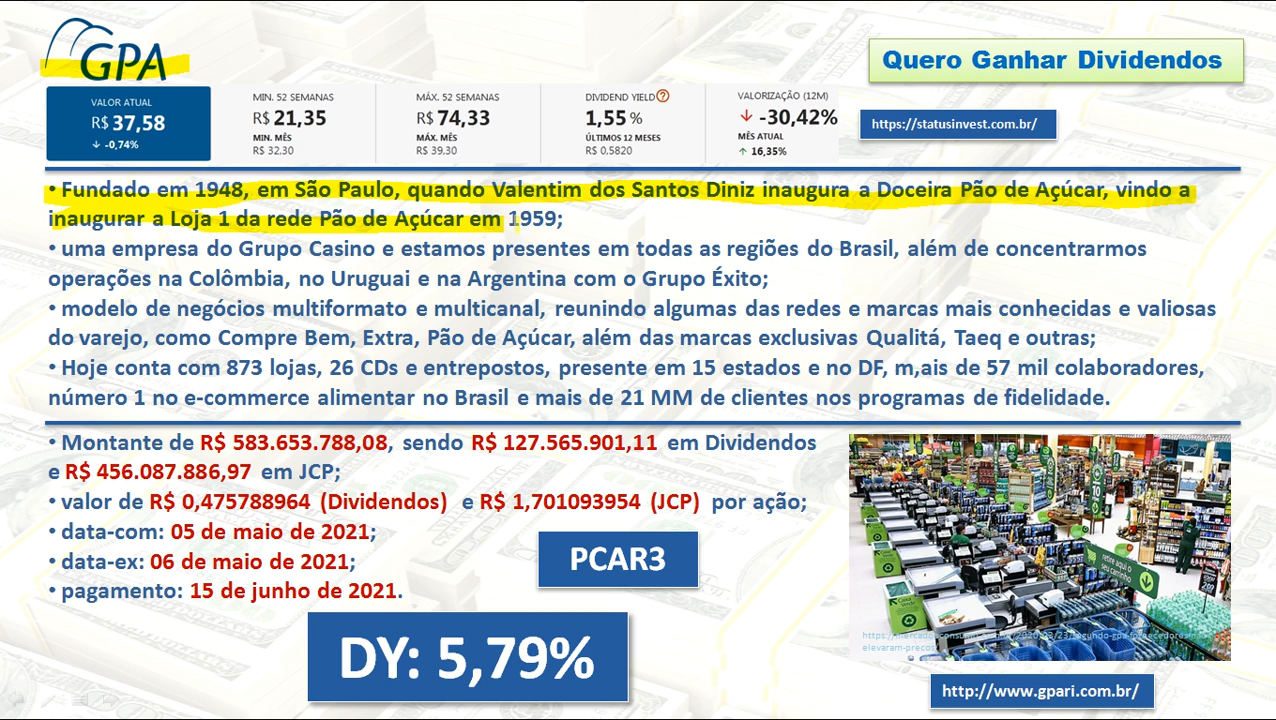 GPA
Quero Ganhar Dividendos
VALOR ATUAL
R$ 37,58
-0,74%
MIN. 52 SEMANAS
R$ 21,35
MIN. MÊS
R$ 32,30
MÁX. 52 SEMANAS
R$ 74,33
MÁX. MÊS
R$ 39,30
DIVIDEND YIELD?
1,55 %
ÚLTIMOS 12 MESES
R$ 0,5820
VALORIZAÇÃO (12M)
-30,42%
MÊS ATUAL
16,35%
https://statusinvest.com.br/
• Fundado em 1948, em São Paulo, quando Valentim dos Santos Diniz inaugura a Doceira Pão de Açúcar, vindo a
inaugurar a Loja 1 da rede Pão de Açúcar em 1959;
• uma empresa do Grupo Casino e estamos presentes em todas as regiões do Brasil, além de concentrarmos
operações na Colômbia, no Uruguai e na Argentina com o Grupo Éxito;
• modelo de negócios multiformato e multicanal, reunindo algumas das redes e marcas mais conhecidas e valiosas
do varejo, como Compre Bem, Extra, Pão de Açúcar, além das marcas exclusivas Qualitá, Taeq e outras;
• Hoje conta com 873 lojas, 26 CDs e entrepostos, presente em 15 estados e no DF, m,ais de 57 mil colaboradores,
número 1 no e-commerce alimentar no Brasil e mais de 21 MM de clientes nos programas de fidelidade.
• Montante de R$ 583.653.788,08, sendo R$ 127.565.901,11 em Dividendos
e R$ 456.087.886,97 em JCP;
• valor de R$ 0,475788964 (Dividendos) e R$ 1,701093954 (JCP) por ação;
• data-com: 05 de maio de 2021;
• data-ex: 06 de maio de 2021;
• pagamento: 15 de junho de 2021.
PCAR3
DY: 5,79%
retire aqui o
seu carrinho
elevaram-precos
http://www.gpari.com.br/